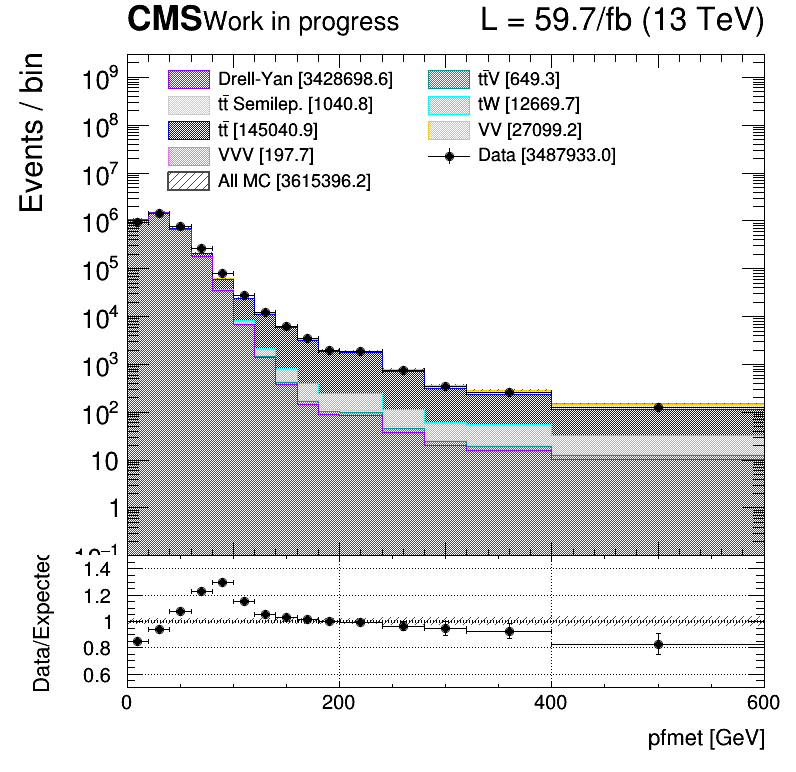 CMS Work in progress L = 59.7/fb (13 TeV)
Events / bin
Drell-Yan [3428698.6]
tt̄ Semilep. [1040.8]
tt̄ [145040.9]
VVV [197.7]
All MC [3615396.2]
tt̄V [649.3]
tW [12669.7]
VV [27099.2]
Data [3487933.0]
10⁹
10⁸
10⁷
10⁶
10⁵
10⁴
10³
10²
10
1
10⁻¹
Data/Expected
1.4
1.2
1
0.8
0.6
0 200 400 600
pfmet [GeV]